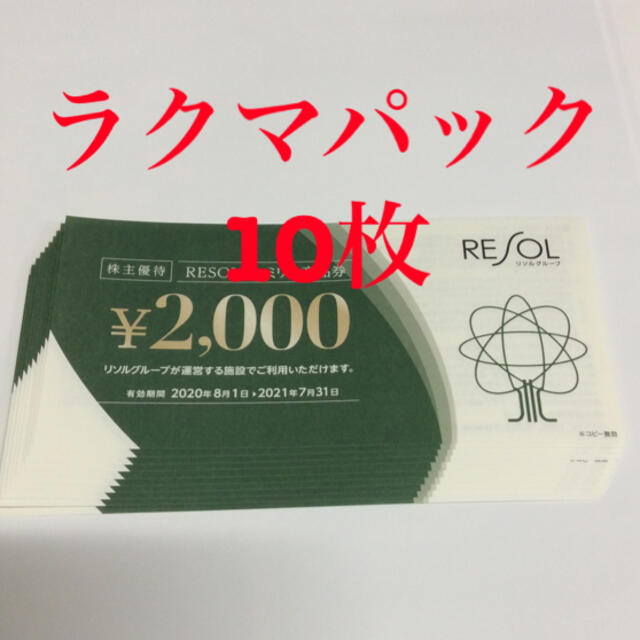 ラクマパック
10枚
株主優待 RESOL
券
¥2,000
リソルグループが運営する施設でご利用いただけます。
有効期間 2020年8月1日▸2021年7月31日
RESOL
リソルグループ
※コピー無効